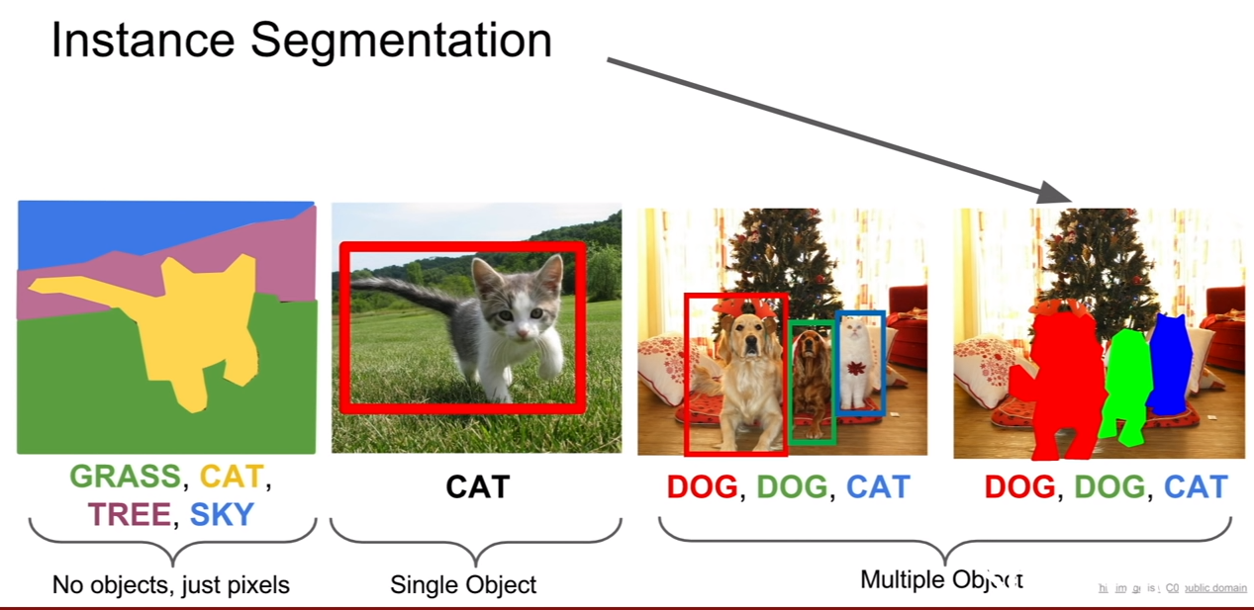 Instance Segmentation
GRASS, CAT,
TREE, SKY
CAT
DOG, DOG, CAT
DOG, DOG, CAT
No objects, just pixels
Single Object
Multiple Object
is
public domain